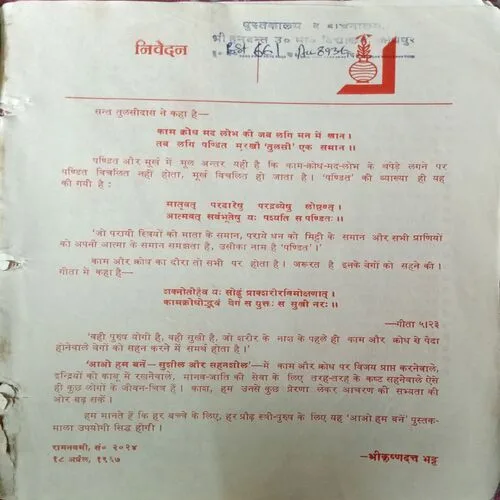 पुस्तकालय व वाचनालय
निवेदन
सन्त तुलसीदास ने कहा है—
काम क्रोध मद लोभ की जब लगि मन में खान।
तब लगि पण्डित मूरखौ 'तुलसी' एक समान॥
पण्डित और मूर्ख में मूल अन्तर यही है कि काम-क्रोध-मद-लोभ के थपेड़े लगने पर
पण्डित विचलित नहीं होता, मूर्ख विचलित हो जाता है। 'पण्डित' की व्याख्या ही यह
की गयी है :
मातृवत् परदारेषु परद्रव्येषु लोष्ठवत्।
आत्मवत् सर्वभूतेषु यः पश्यति स पण्डितः॥
'जो परायी स्त्रियों को माता के समान, पराये धन को मिट्टी के समान और सभी प्राणियों
को अपनी आत्मा के समान समझता है, उसीका नाम है 'पण्डित'।'
काम और क्रोध का दौरा तो सभी पर होता है। जरूरत है इनके वेगों को सहने की।
गीता में कहा है—
शक्नोतीहैव यः सोढुं प्राक्शरीरविमोक्षणात्।
कामक्रोधोद्भवं वेगं स युक्तः स सुखी नरः॥
—गीता ५।२३
'वही पुरुष योगी है, वही सुखी है, जो शरीर के नाश के पहले ही काम और क्रोध से पैदा
होनेवाले वेगों को सहन करने में समर्थ होता है।'
'आओ हम बनें—सुशील और सहनशील'—में काम और क्रोध पर विजय प्राप्त करनेवाले,
इन्द्रियों को काबू में रखनेवाले, मानव-जाति की सेवा के लिए तरह-तरह के कष्ट सहनेवाले ऐसे
ही कुछ लोगों के जीवन-चित्र हैं। काश, हम उनसे कुछ प्रेरणा लेकर आचरण की सभ्यता की
ओर बढ़ सकें।
हम मानते हैं कि हर बच्चे के लिए, हर प्रौढ़ स्त्री-पुरुष के लिए यह 'आओ हम बनें' पुस्तक-
माला उपयोगी सिद्ध होगी।
रामनवमी, सं० २०२४
१८ अप्रैल, १९६७
—श्रीकृष्णदत्त भट्ट